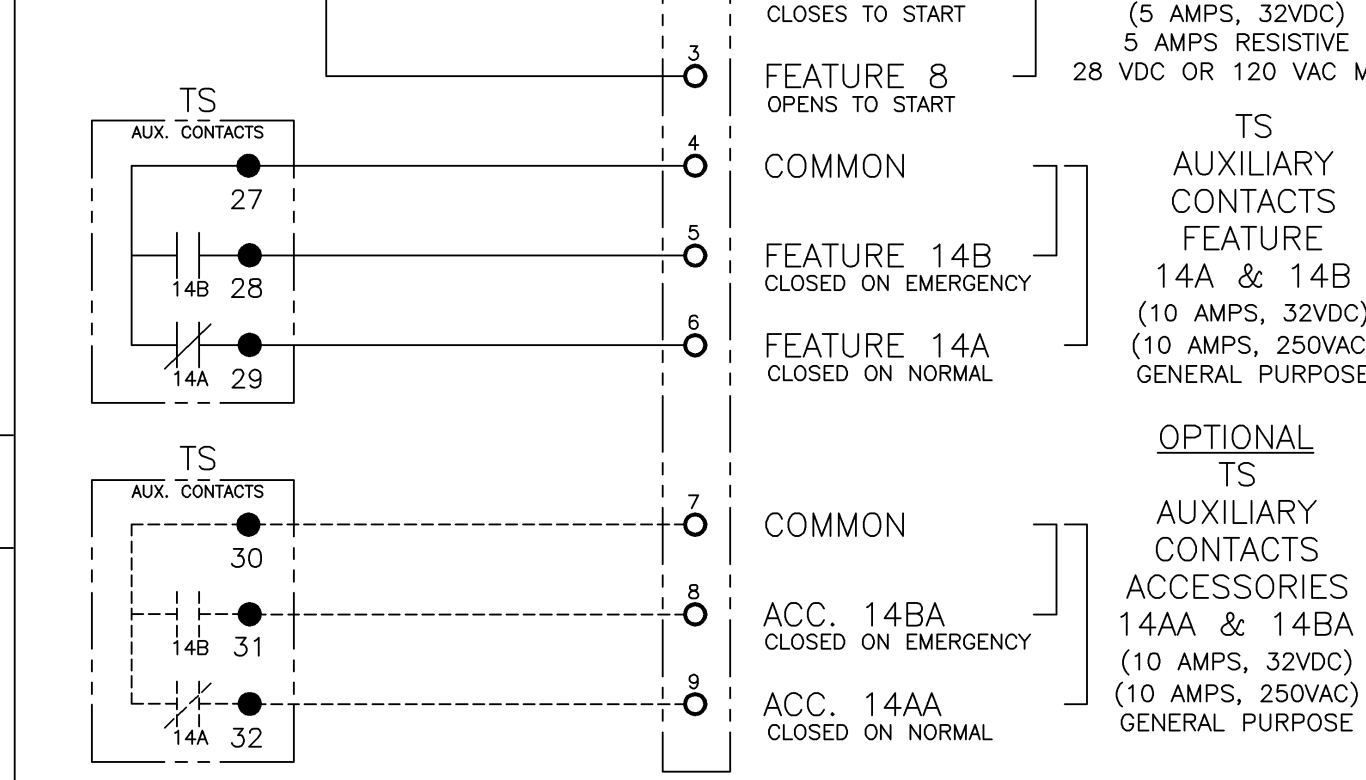 CLOSES TO START
(5 AMPS, 32VDC)
5 AMPS RESISTIVE
28 VDC OR 120 VAC
3
FEATURE 8
OPENS TO START
TS
AUX. CONTACTS
27
14B 28
14A 29
4
COMMON
5
FEATURE 14B
CLOSED ON EMERGENCY
6
FEATURE 14A
CLOSED ON NORMAL
TS
AUXILIARY
CONTACTS
FEATURE
14A & 14B
(10 AMPS, 32VDC)
(10 AMPS, 250VAC
GENERAL PURPOSE
TS
AUX. CONTACTS
30
14B 31
14A 32
7
COMMON
8
ACC. 14BA
CLOSED ON EMERGENCY
9
ACC. 14AA
CLOSED ON NORMAL
OPTIONAL
TS
AUXILIARY
CONTACTS
ACCESSORIES
14AA & 14BA
(10 AMPS, 32VDC)
(10 AMPS, 250VAC)
GENERAL PURPOSE